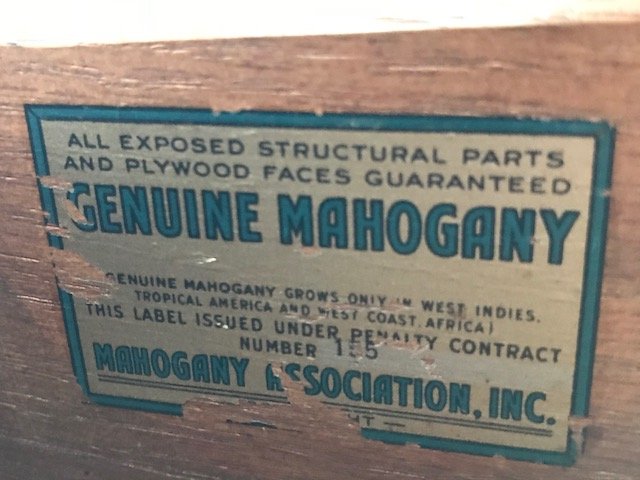 ALL EXPOSED STRUCTURAL PARTS
AND PLYWOOD FACES GUARANTEED
GENUINE MAHOGANY
GENUINE MAHOGANY GROWS ONLY IN WEST INDIES,
TROPICAL AMERICA AND WEST COAST, AFRICA)
THIS LABEL ISSUED UNDER PENALTY CONTRACT
NUMBER 155
MAHOGANY ASSOCIATION, INC.